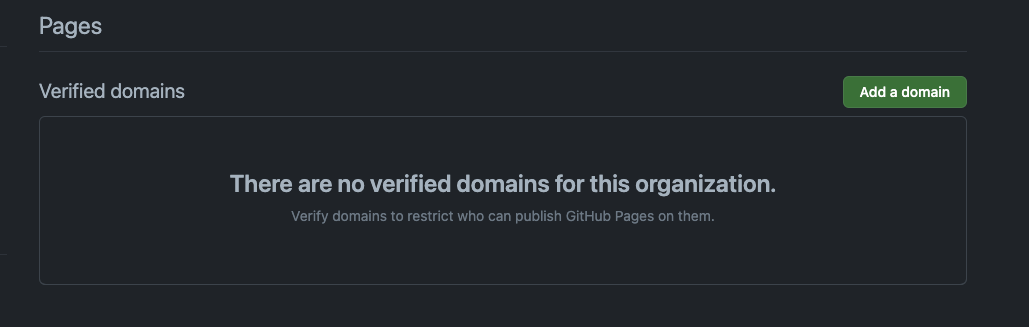 Pages
Verified domains
Add a domain
There are no verified domains for this organization.
Verify domains to restrict who can publish GitHub Pages on them.